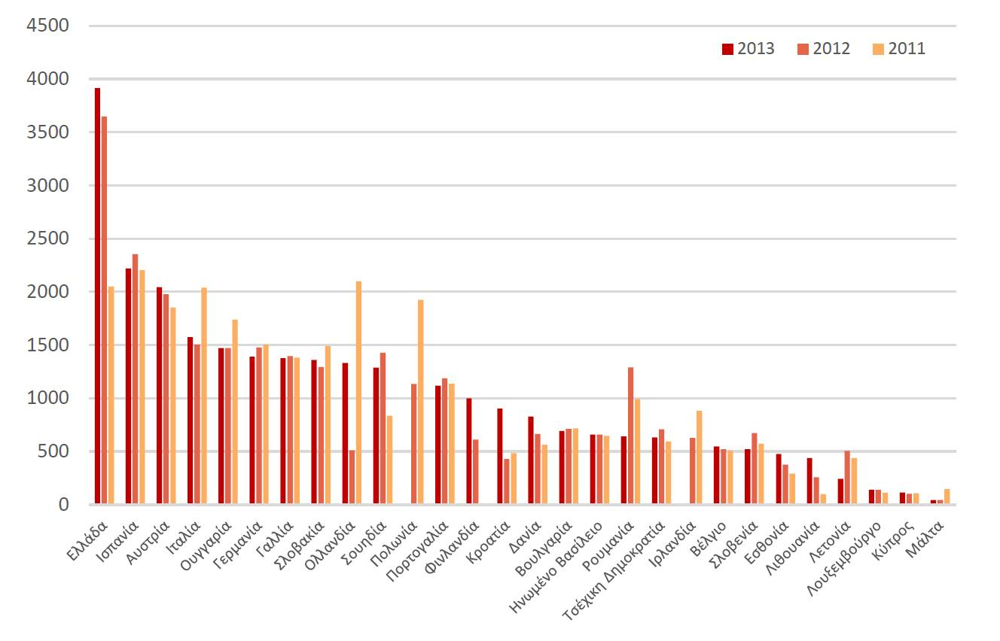 4500
4000
3500
3000
2500
2000
1500
1000
500
0
2013 2012 2011
Ελλάδα
Ισπανία
Αυστρία
Ιταλία
Ουγγαρία
Γερμανία
Γαλλία
Σλοβακία
Ολλανδία
Σουηδία
Πολωνία
Πορτογαλία
Φινλανδία
Κροατία
Δανία
Βουλγαρία
Ηνωμένο Βασίλειο
Ρουμανία
Τσέχικη Δημοκρατία
Ιρλανδία
Βέλγιο
Σλοβενία
Εσθονία
Λιθουανία
Λετονία
Λουξεμβούργο
Κύπρος
Μάλτα